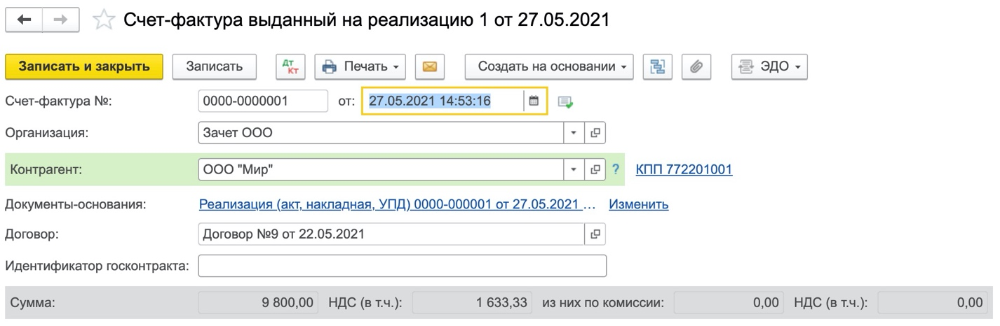 Счет-фактура выданный на реализацию 1 от 27.05.2021
Записать и закрыть Записать Дт Кт Печать Создать на основании ЭДО
Счет-фактура №: 0000-0000001 от: 27.05.2021 14:53:16
Организация: Зачет ООО
Контрагент: ООО "Мир" ? КПП 772201001
Документы-основания: Реализация (акт, накладная, УПД) 0000-000001 от 27.05.2021 ... Изменить
Договор: Договор №9 от 22.05.2021
Идентификатор госконтракта:
Сумма: 9 800,00 НДС (в т.ч.): 1 633,33 из них по комиссии: 0,00 НДС (в т.ч.): 0,00